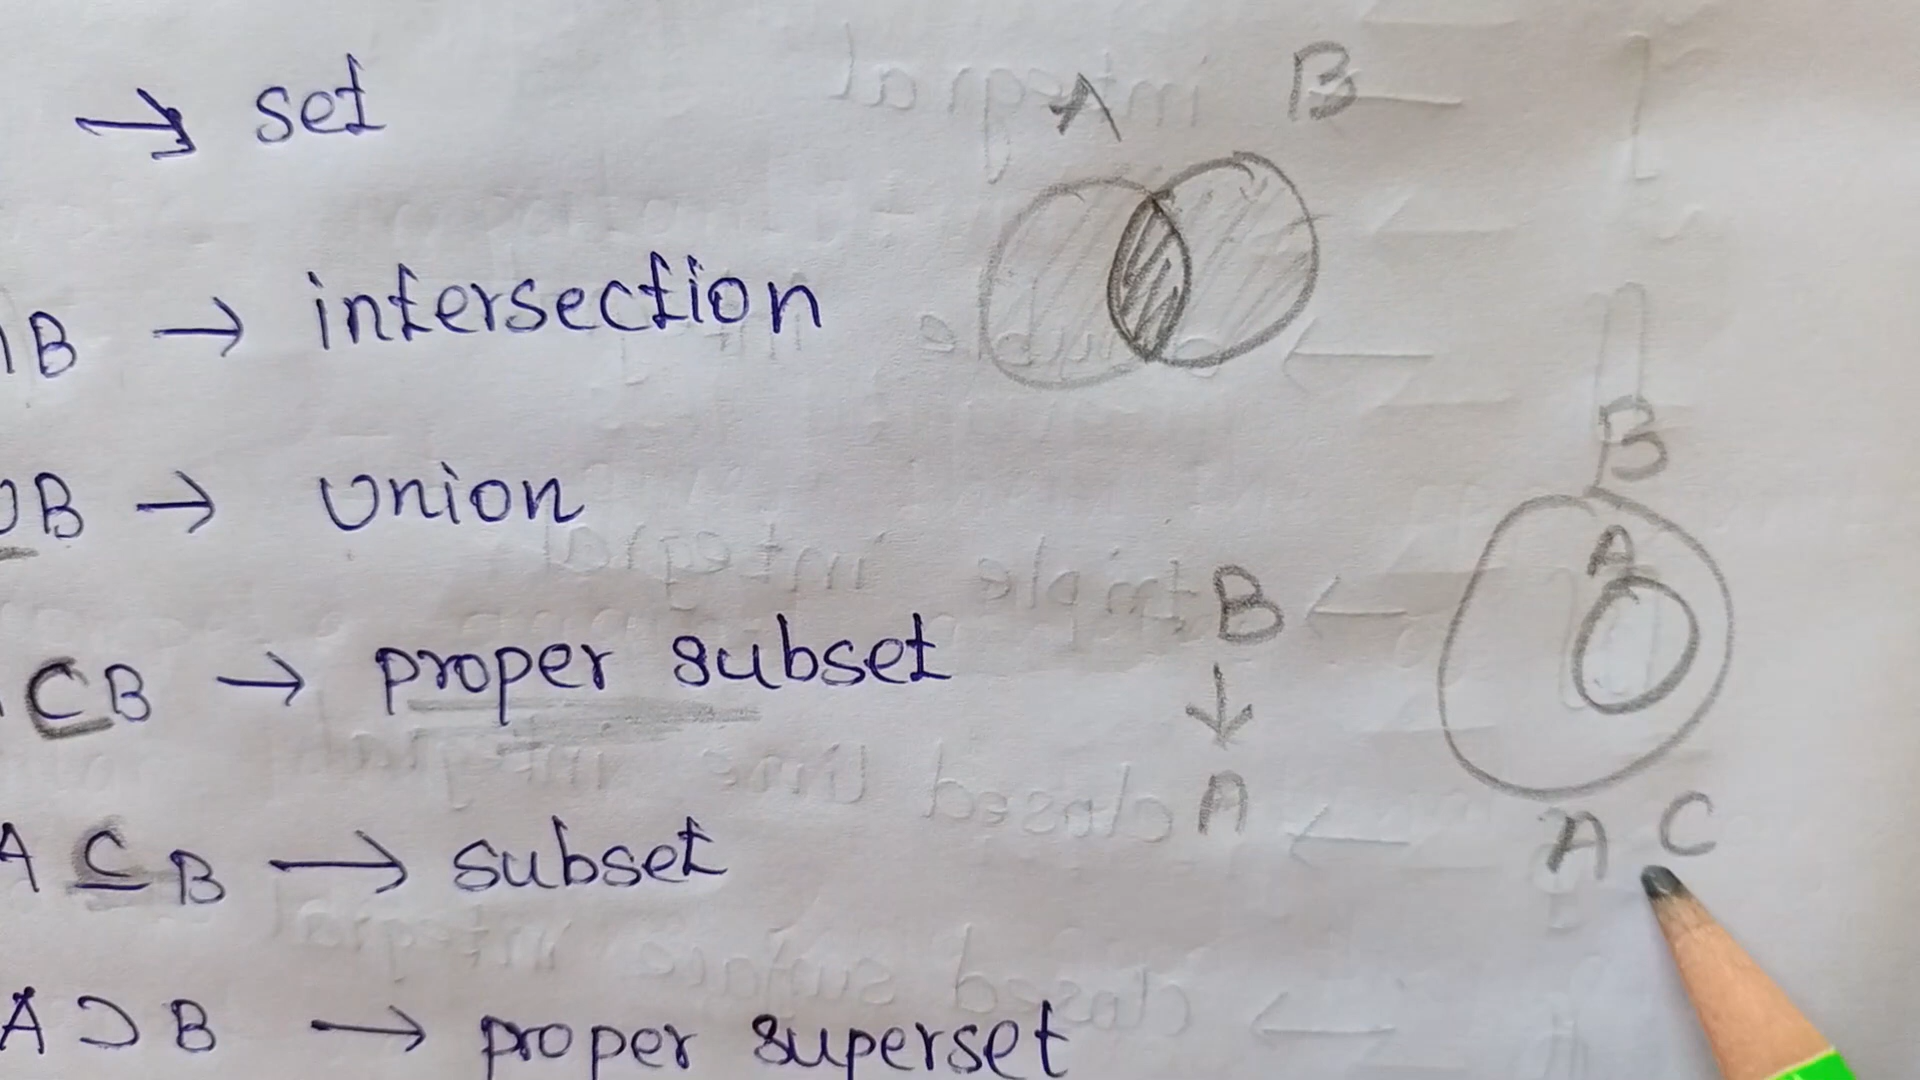 → set
A B
∩B → intersection
B
∪B → union
A
B
↓
A
⊂B → proper subset
A ⊂
A ⊆ B → subset
A ⊃ B → proper superset